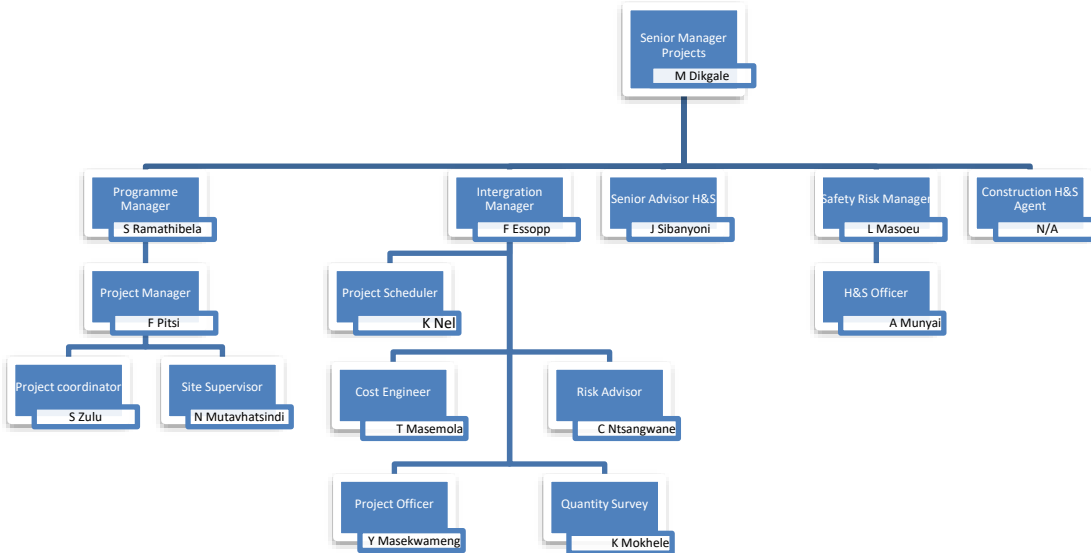 Senior Manager
Projects
M Dikgale
Programme
Manager
S Ramathibela
Intergration
Manager
F Essopp
Senior Advisor H&S
J Sibanyoni
Safety Risk Manager
L Masoeu
Construction H&S
Agent
N/A
Project Manager
F Pitsi
Project Scheduler
K Nel
H&S Officer
A Munyai
Project coordinator
S Zulu
Site Supervisor
N Mutavhatsindi
Cost Engineer
T Masemola
Risk Advisor
C Ntsangwane
Project Officer
Y Masekwameng
Quantity Survey
K Mokhele